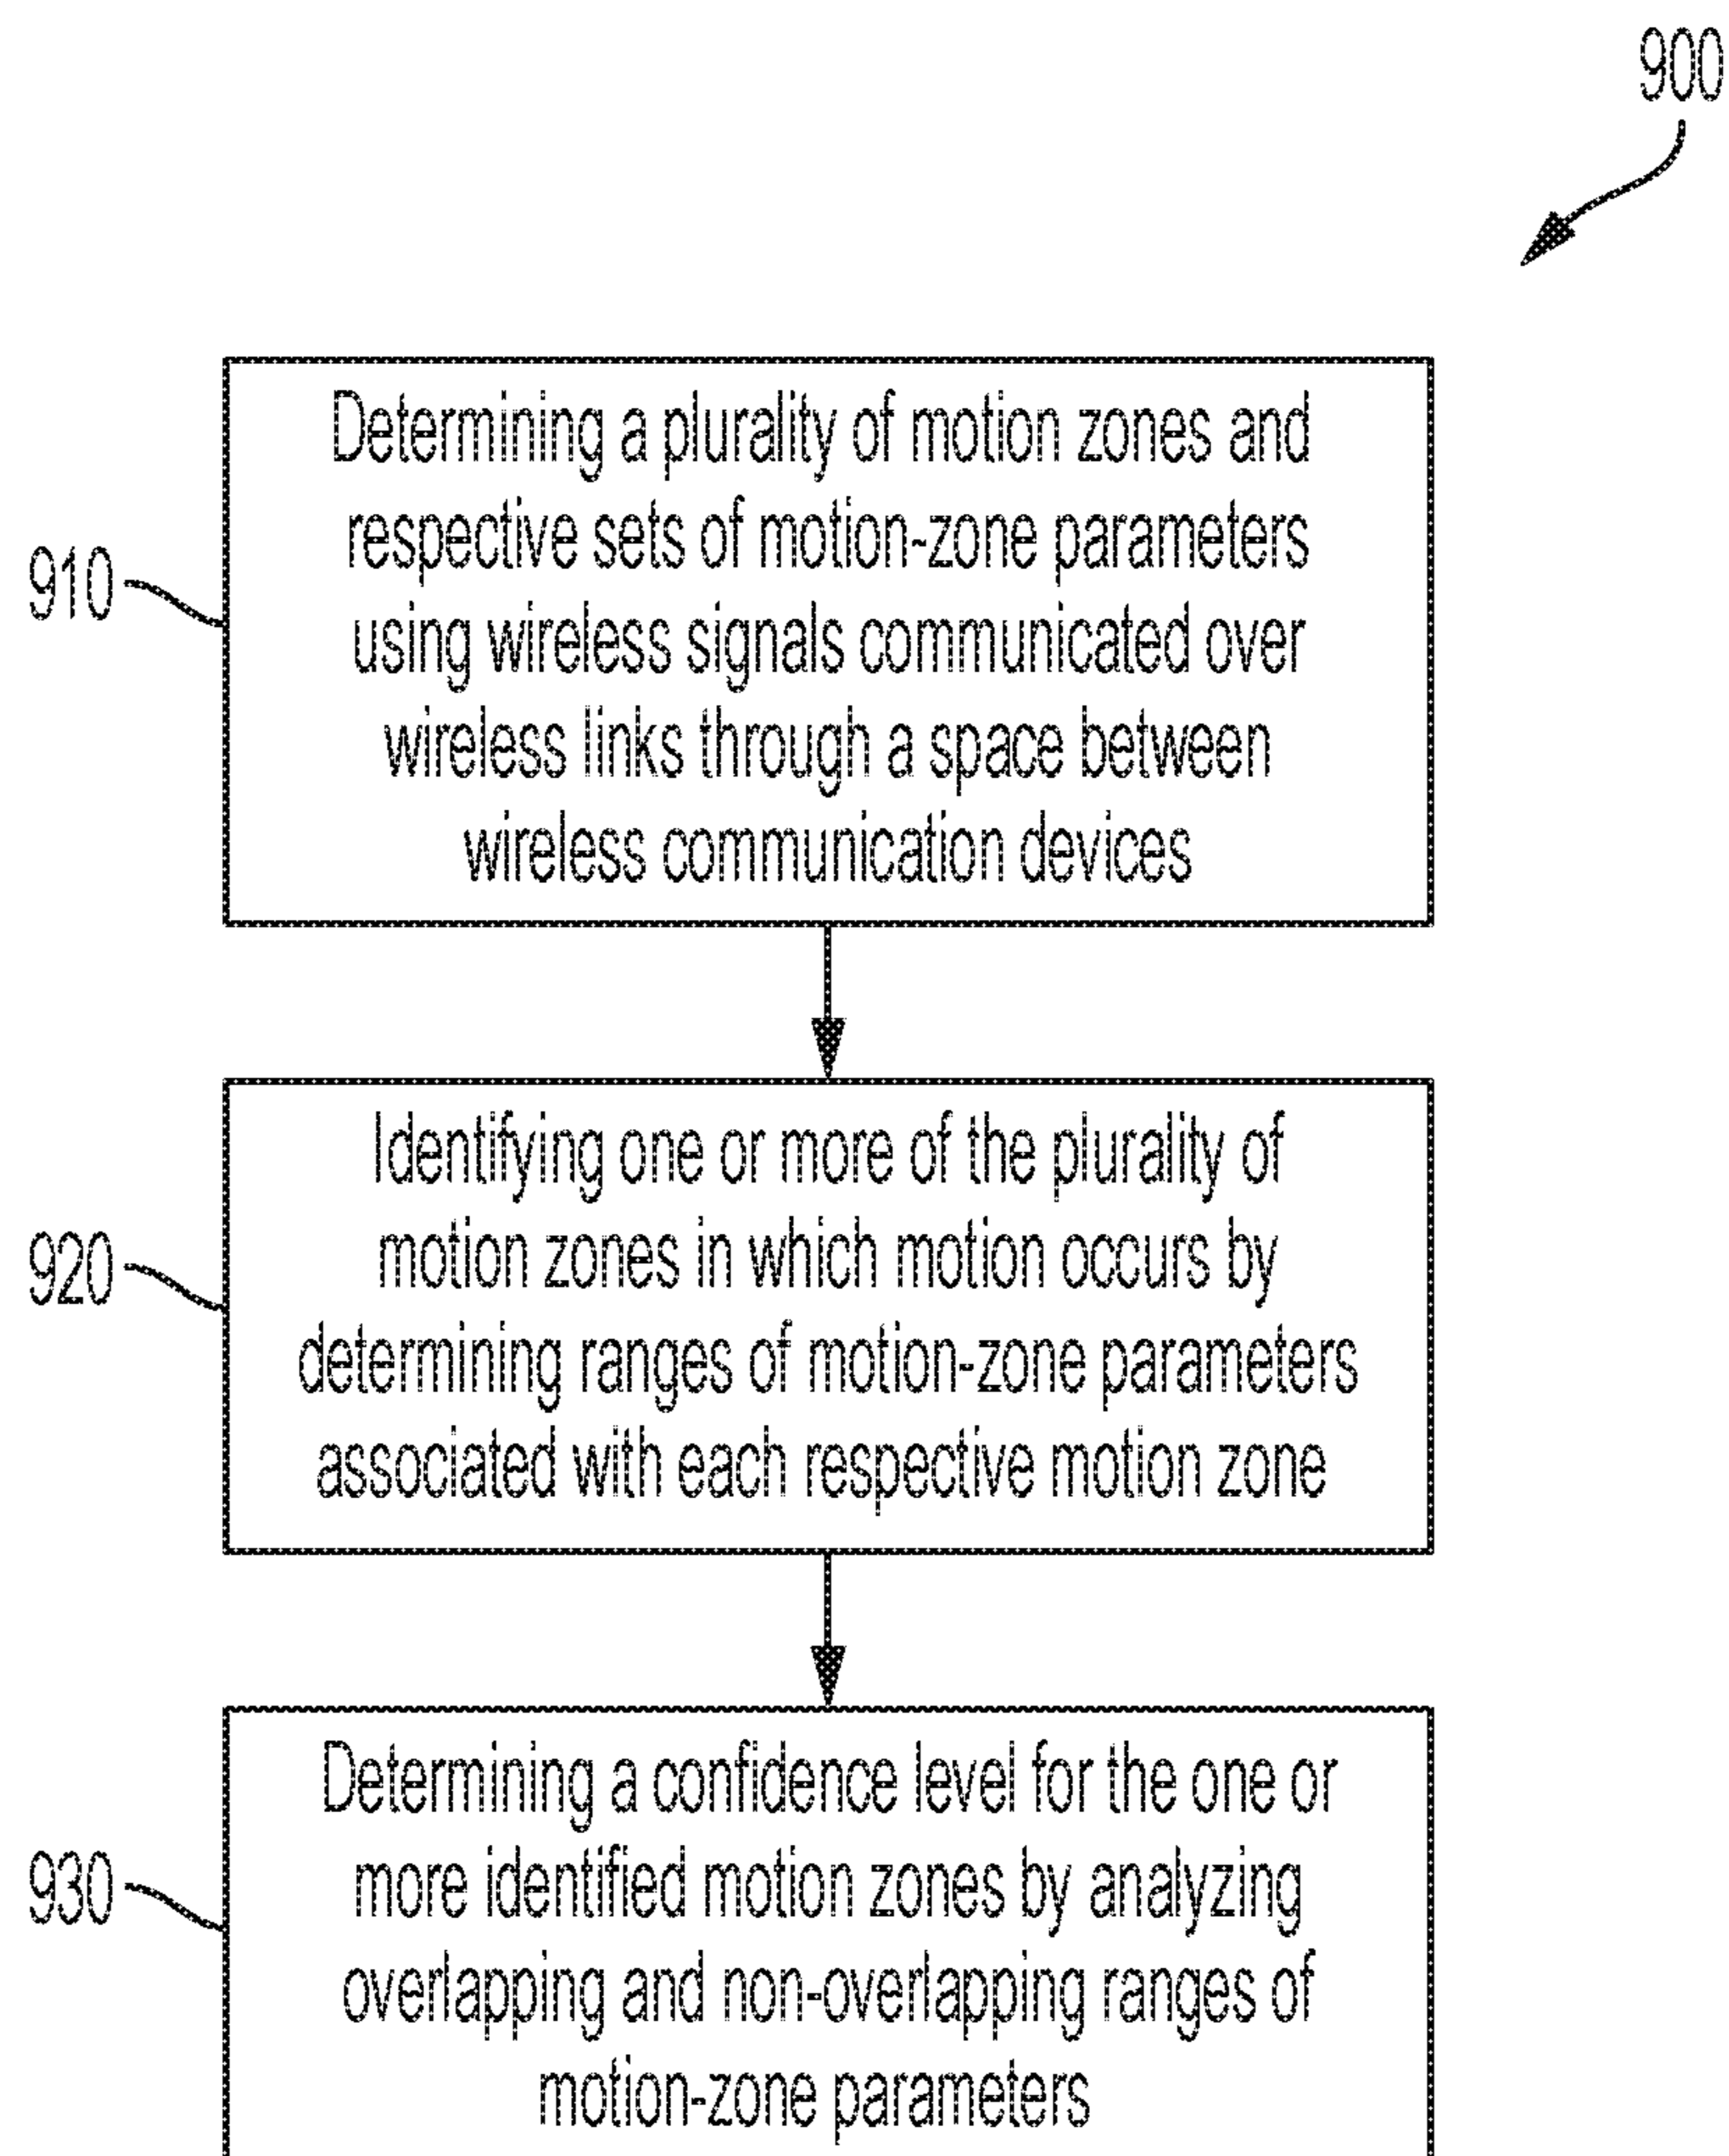 900
910
Determining a plurality of motion zones and
respective sets of motion-zone parameters
using wireless signals communicated over
wireless links through a space between
wireless communication devices
920
Identifying one or more of the plurality of
motion zones in which motion occurs by
determining ranges of motion-zone parameters
associated with each respective motion zone
930
Determining a confidence level for the one or
more identified motion zones by analyzing
overlapping and non-overlapping ranges of
motion-zone parameters